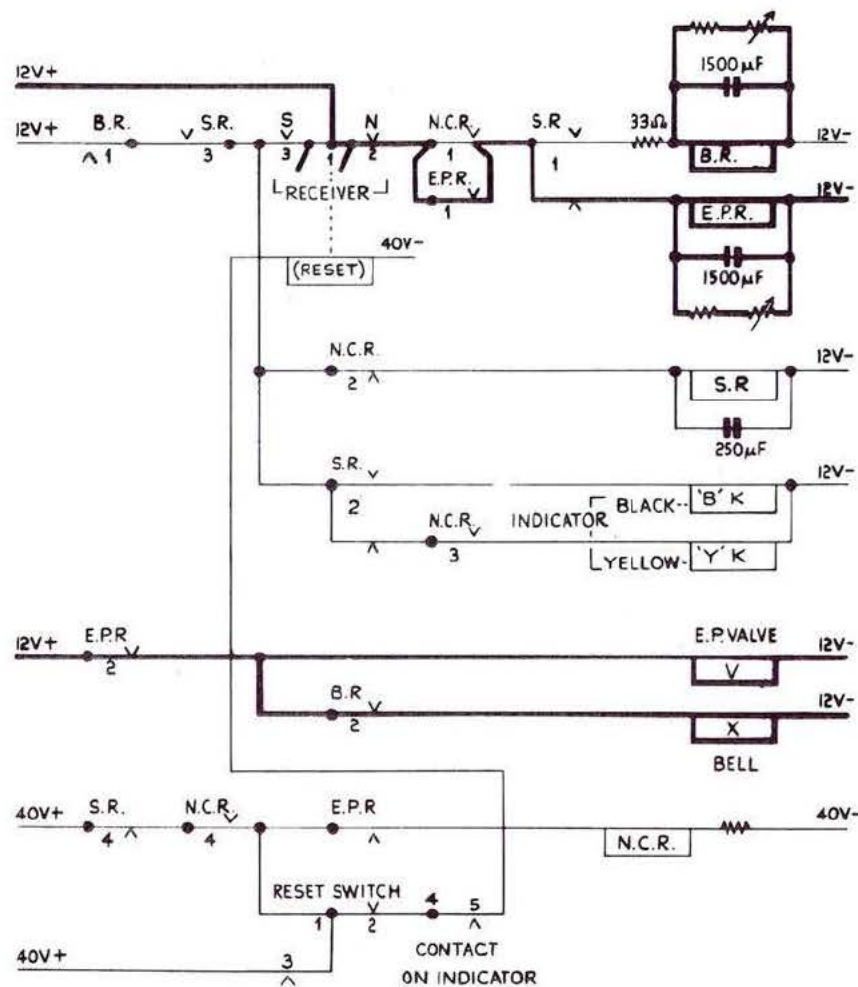 1500µF
12V+
12V+ B.R. S.R. S N N.C.R. S.R 33Ω B.R. 12V-
1 3 3 1 2 1 1
RECEIVER E.P.R. E.P.R. 12V-
1
40V-
(RESET) 1500µF
N.C.R. 12V-
2 S.R
250µF
S.R. 12V-
2 BLACK 'B' K
N.C.R. INDICATOR
3 YELLOW 'Y' K
E.P.R E.P.VALVE
12V+ 2 V 12V-
B.R 12V-
2 X
BELL
40V+ S.R. N.C.R. E.P.R 40V-
4 4 N.C.R.
RESET SWITCH 4 5
1 2
40V+ 3 CONTACT
ON INDICATOR